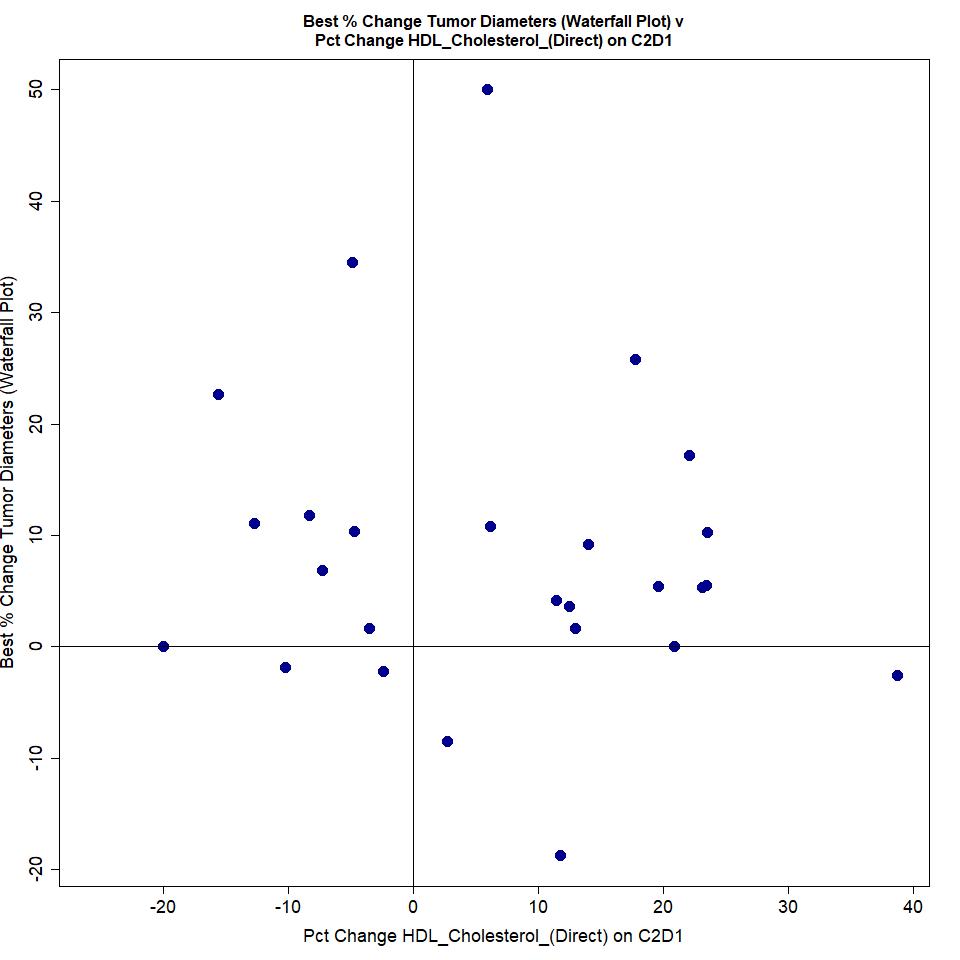 Best % Change Tumor Diameters (Waterfall Plot) v
Pct Change HDL_Cholesterol_(Direct) on C2D1
Best % Change Tumor Diameters (Waterfall Plot)
50
40
30
20
10
0
-10
-20
-20 -10 0 10 20 30 40
Pct Change HDL_Cholesterol_(Direct) on C2D1